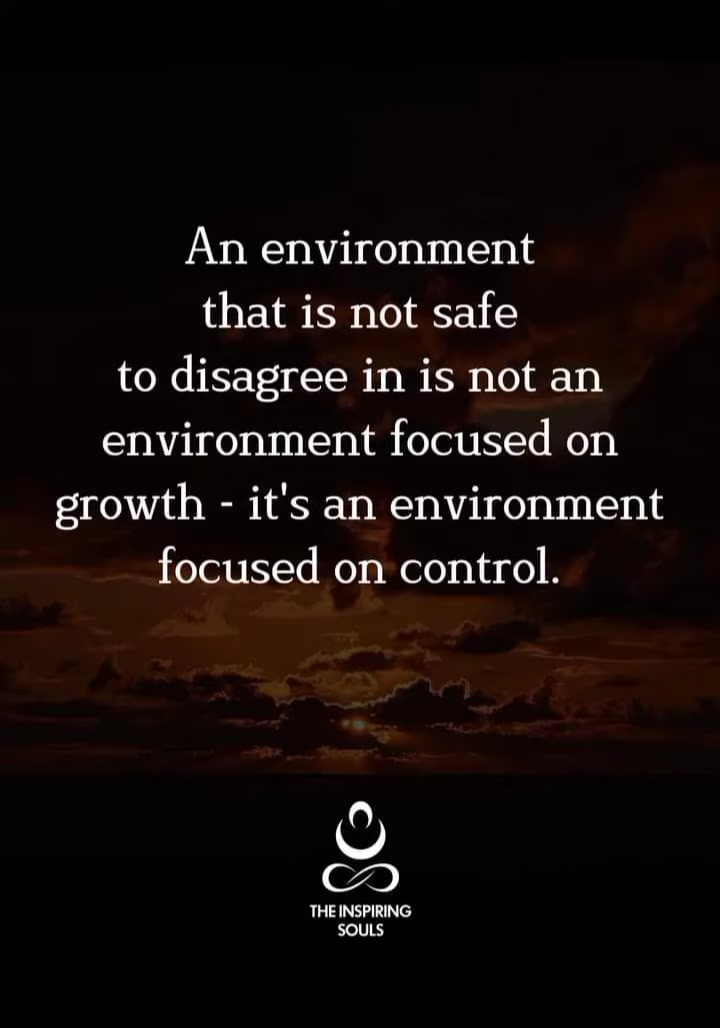 An environment
that is not safe
to disagree in is not an
environment focused on
growth - it's an environment
focused on control.
THE INSPIRING
SOULS